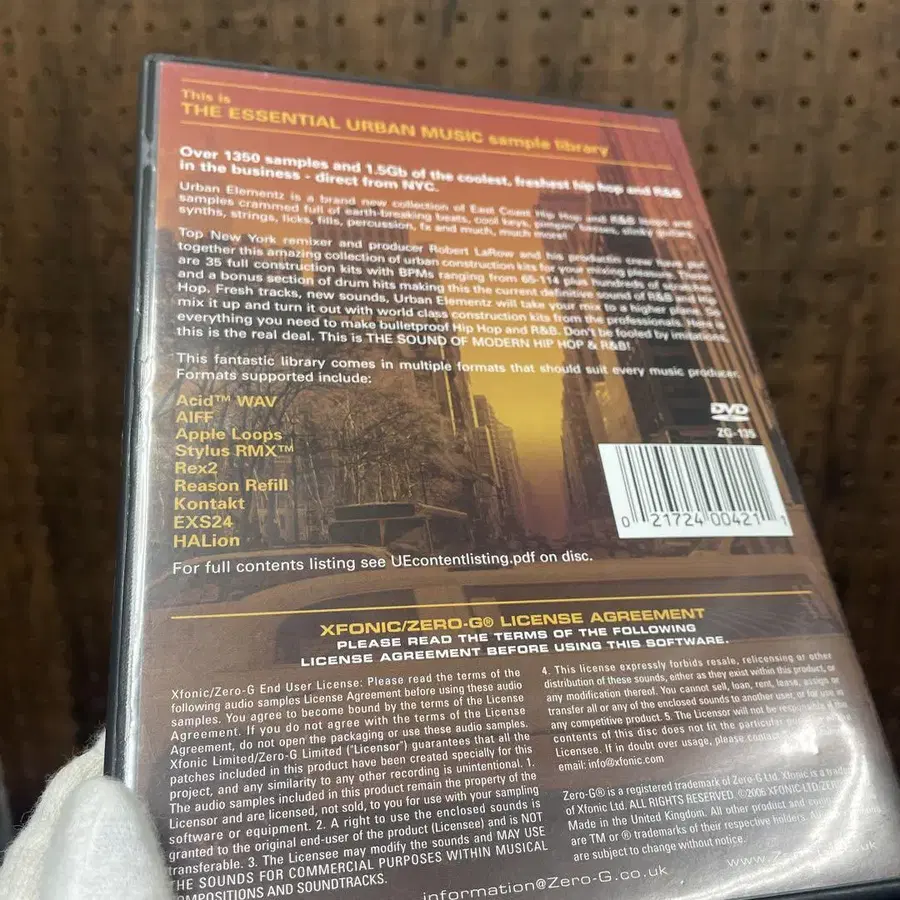 This is
THE ESSENTIAL URBAN MUSIC sample library
Over 1350 samples and 1.5Gb of the coolest, freshest hip hop and R&B
in the business - direct from NYC.
Urban Elementz is a brand new collection of East Coast Hip Hop and R&B loops and
samples crammed full of earth-breaking beats, cool keys, pimpin' basses, slinky guitars,
synths, strings, licks, fills, percussion, fx and much, much more!
Top New York remixer and producer Robert LaRow and his productin crew have put
together this amazing collection of urban construction kits for your mixing pleasure. There
are 35 full construction kits with BPMs ranging from 65-114 plus hundreds of
and a bonus section of drum hits making this the current definitive sound of R&B and Hip
Hop. Fresh tracks, new sounds, Urban Elementz will take your mix to a higher plane. So
mix it up and turn it out with world class construction kits from the professionals. Here is
everything you need to make bulletproof Hip Hop and R&B. Don't be fooled by imitations,
this is the real deal. This is THE SOUND OF MODERN HIP HOP & R&B!
This fantastic library comes in multiple formats that should suit every music producer.
Formats supported include:
Acid™ WAV
AIFF
Apple Loops
Stylus RMX™
Rex2
Reason Refill
Kontakt
EXS24
HALion
DVD
ZG-135
0 21724 00421 1
For full contents listing see UEcontentlisting.pdf on disc.
XFONIC/ZERO-G® LICENSE AGREEMENT
PLEASE READ THE TERMS OF THE FOLLOWING
LICENSE AGREEMENT BEFORE USING THIS SOFTWARE.
Xfonic/Zero-G End User License: Please read the terms of the
following audio samples License Agreement before using these audio
samples. You agree to become bound by the terms of the License
Agreement. If you do not agree with the terms of the License
Agreement, do not open the packaging or use these audio samples.
Xfonic Limited/Zero-G Limited ("Licensor") guarantees that all the
patches included in this product have been created specially for this
project, and any similarity to any other recording is unintentional. 1.
The audio samples included in this product remain the property of the
Licensor and are licensed, not sold, to you for use with your sampling
software or equipment. 2. A right to use the enclosed sounds is
granted to the original end-user of the product (Licensee) and is NOT
transferable. 3. The Licensee may modify the sounds and MAY USE
THE SOUNDS FOR COMMERCIAL PURPOSES WITHIN MUSICAL
COMPOSITIONS AND SOUNDTRACKS.
4. This license expressly forbids resale, relicensing or other
distribution of these sounds, either as they exist within this product, or
any modification thereof. You cannot sell, loan, rent, lease, assign or
transfer all or any of the enclosed sounds to another user, or for use in
any competitive product. 5. The Licensor will not be responsible if the
contents of this disc does not fit the particular purpose of the
Licensee. If in doubt over usage, please contact
email: info@xfonic.com
Zero-G® is a registered trademark of Zero-G Ltd. Xfonic is a trade
of Xfonic Ltd. ALL RIGHTS RESERVED. ©2006 XFONIC LTD/ZERO
Made in the United Kingdom. All other product and
are TM or ® trademarks of their respective holders. All
are subject to change without notice.
information@Zero-G.co.uk
www.Zero-G.co.uk